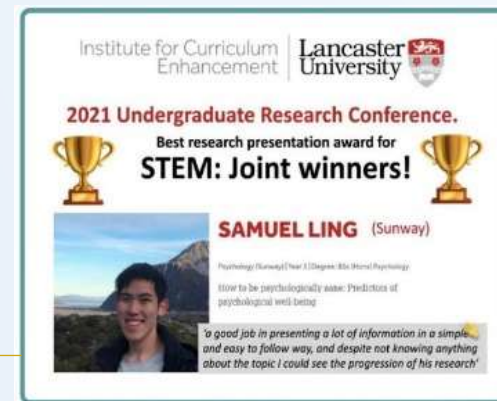 Institute for Curriculum
Enhancement
Lancaster
University
2021 Undergraduate Research Conference.
Best research presentation award for
STEM: Joint winners!
SAMUEL LING (Sunway)
Psychology (Sunway) | Year 3 | Degree: BSc (Hons) Psychology
How to be psychologically sane: Predictors of
psychological well-being
'a good job in presenting a lot of information in a simple
and easy to follow way, and despite not knowing anything
about the topic I could see the progression of his research'